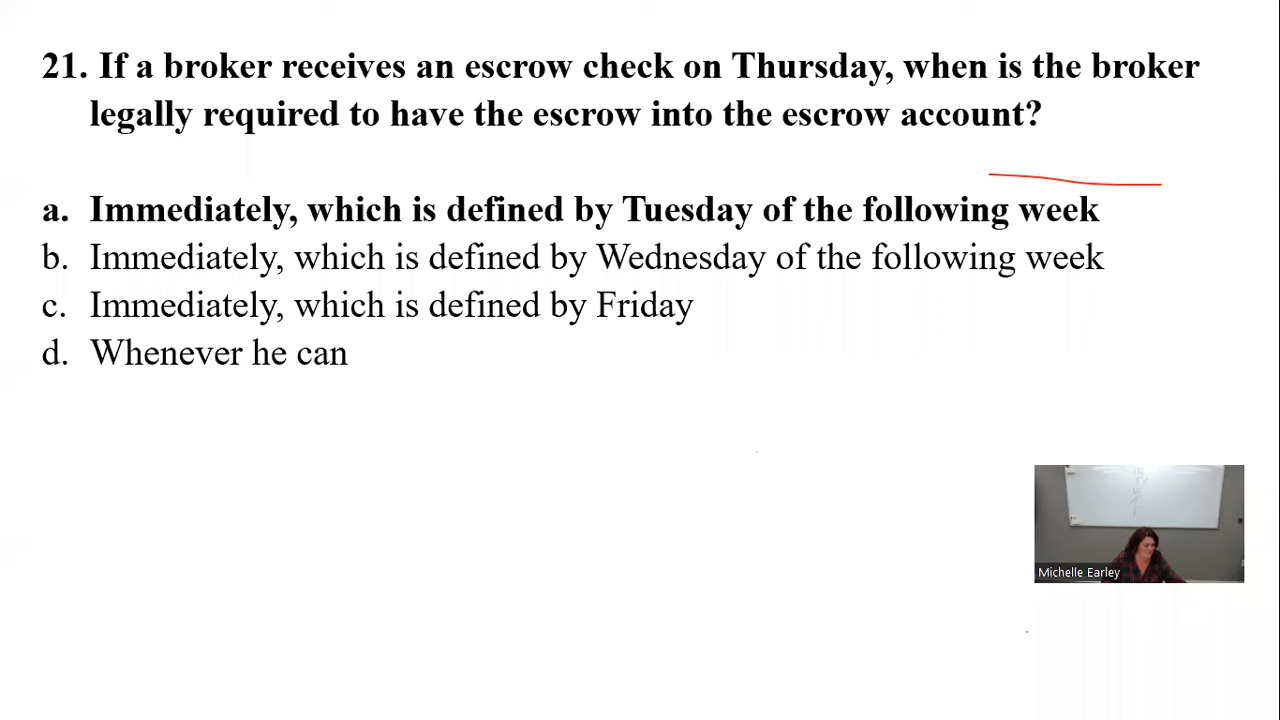 21. If a broker receives an escrow check on Thursday, when is the broker
legally required to have the escrow into the escrow account?
a. Immediately, which is defined by Tuesday of the following week
b. Immediately, which is defined by Wednesday of the following week
c. Immediately, which is defined by Friday
d. Whenever he can
Michelle Earley